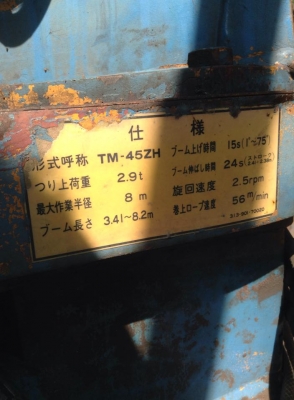 仕様
形式呼称 TM-45ZH
つり上荷重 2.9t
最大作業半径 8m
ブーム長さ 3.41~8.2m
ブーム上げ時間 15s(1°~75°)
ブーム伸ばし時間 24s
旋回速度 2.5rpm
巻上ロープ速度 56m/min